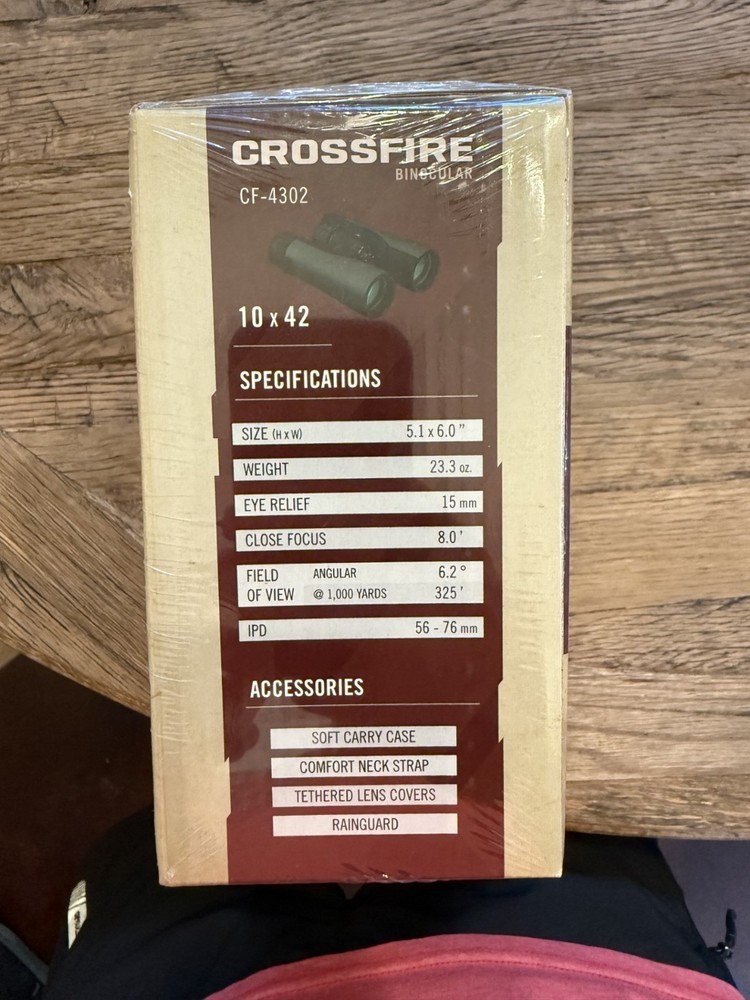 CROSSFIRE
BINOCULAR
CF-4302
10 x 42
SPECIFICATIONS
SIZE (H x W) 5.1 x 6.0 "
WEIGHT 23.3 oz.
EYE RELIEF 15 mm
CLOSE FOCUS 8.0 '
FIELD ANGULAR 6.2 °
OF VIEW @ 1,000 YARDS 325 '
IPD 56 - 76 mm
ACCESSORIES
SOFT CARRY CASE
COMFORT NECK STRAP
TETHERED LENS COVERS
RAINGUARD